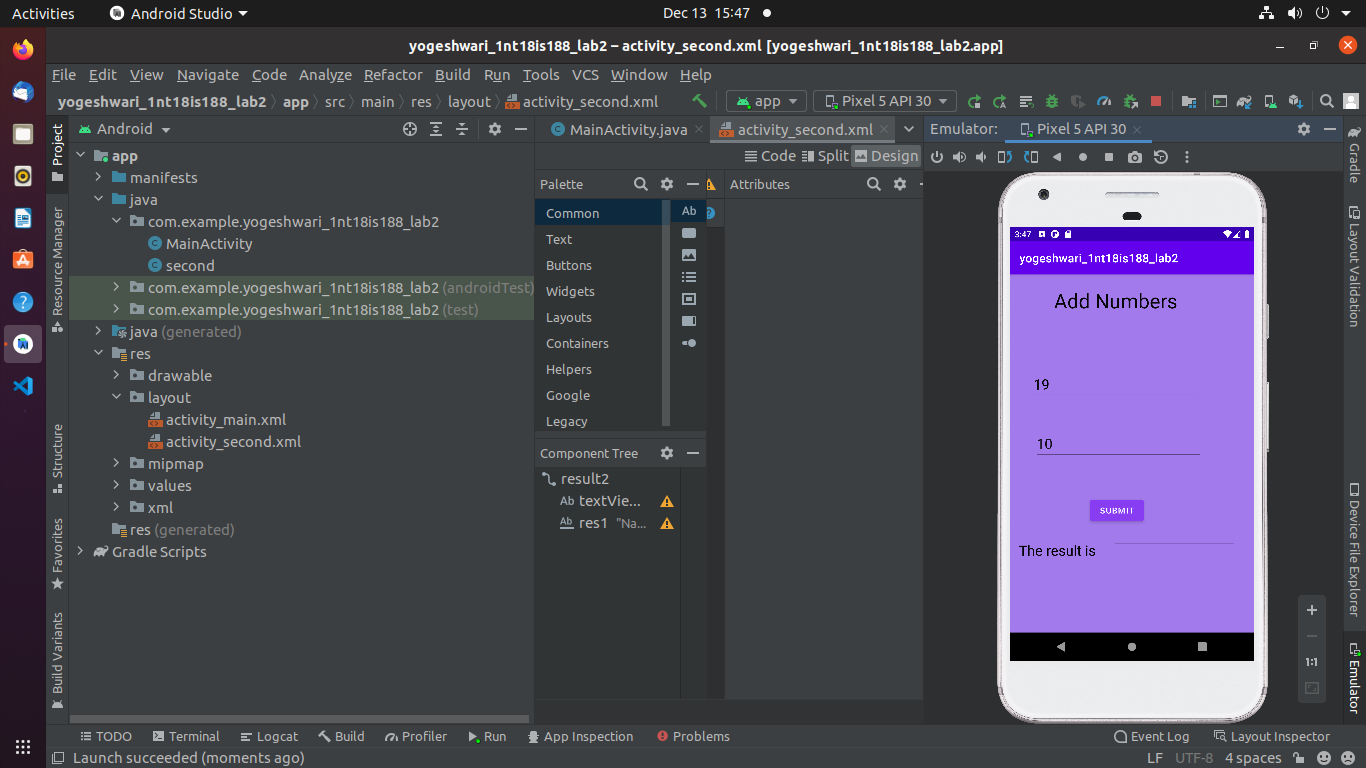 Activities Android Studio Dec 13 15:47
yogeshwari_1nt18is188_lab2 – activity_second.xml [yogeshwari_1nt18is188_lab2.app]
File Edit View Navigate Code Analyze Refactor Build Run Tools VCS Window Help
yogeshwari_1nt18is188_lab2 app src main res layout activity_second.xml app Pixel 5 API 30
Project
Resource Manager
Structure
Favorites
Build Variants
Android
app
manifests
java
com.example.yogeshwari_1nt18is188_lab2
MainActivity
second
com.example.yogeshwari_1nt18is188_lab2 (androidTest)
com.example.yogeshwari_1nt18is188_lab2 (test)
java (generated)
res
drawable
layout
activity_main.xml
activity_second.xml
mipmap
values
xml
res (generated)
Gradle Scripts
MainActivity.java activity_second.xml
Code Split Design
Palette
Common
Text
Buttons
Widgets
Layouts
Containers
Helpers
Google
Legacy
Ab
Component Tree
result2
Ab textVie...
Ab res1 "Na...
Attributes
Emulator: Pixel 5 API 30
3:47
yogeshwari_1nt18is188_lab2
Add Numbers
19
10
SUBMIT
The result is
1:1
Gradle
Layout Validation
Device File Explorer
Emulator
TODO Terminal Logcat Build Profiler Run App Inspection Problems Event Log Layout Inspector
Launch succeeded (moments ago) LF UTF-8 4 spaces